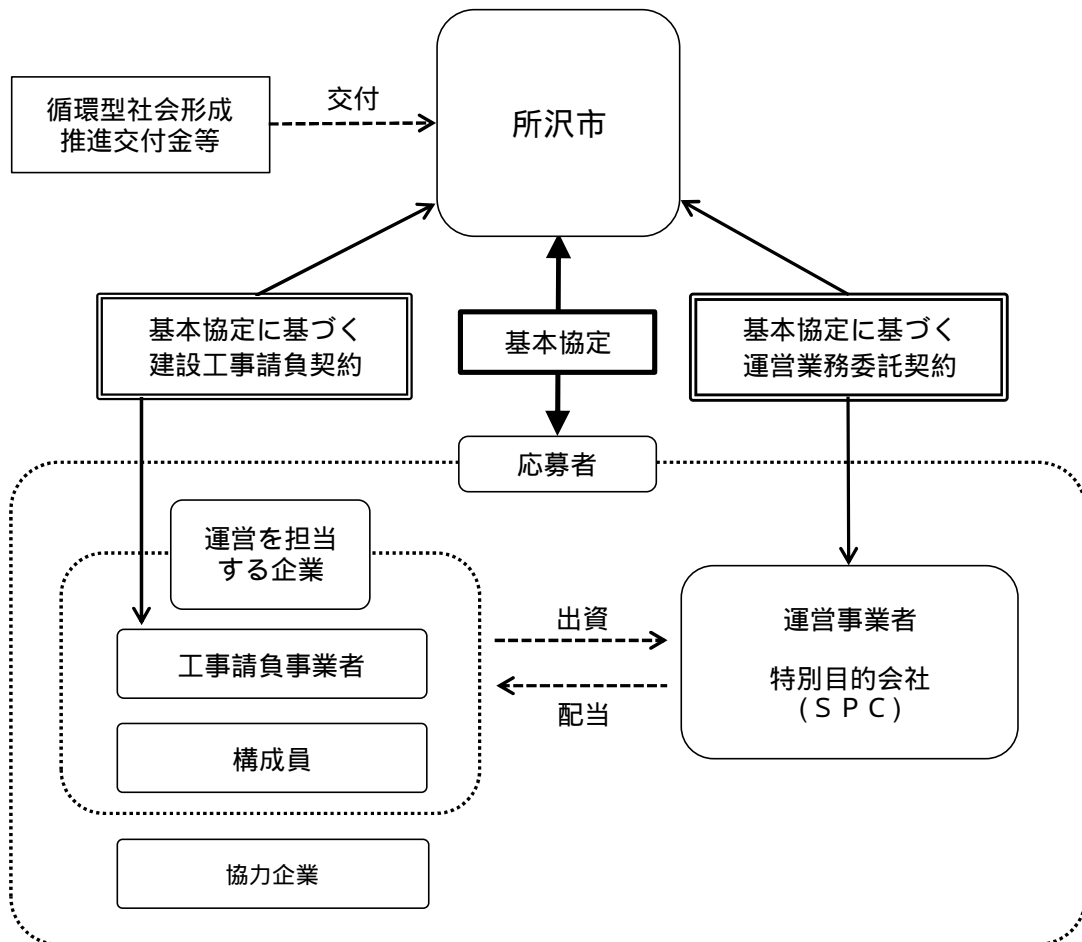 循環型社会形成
推進交付金等
交付
所沢市
基本協定に基づく
建設工事請負契約
基本協定
基本協定に基づく
運営業務委託契約
応募者
運営を担当
する企業
工事請負事業者
構成員
協力企業
出資
配当
運営事業者
特別目的会社
(ＳＰＣ)